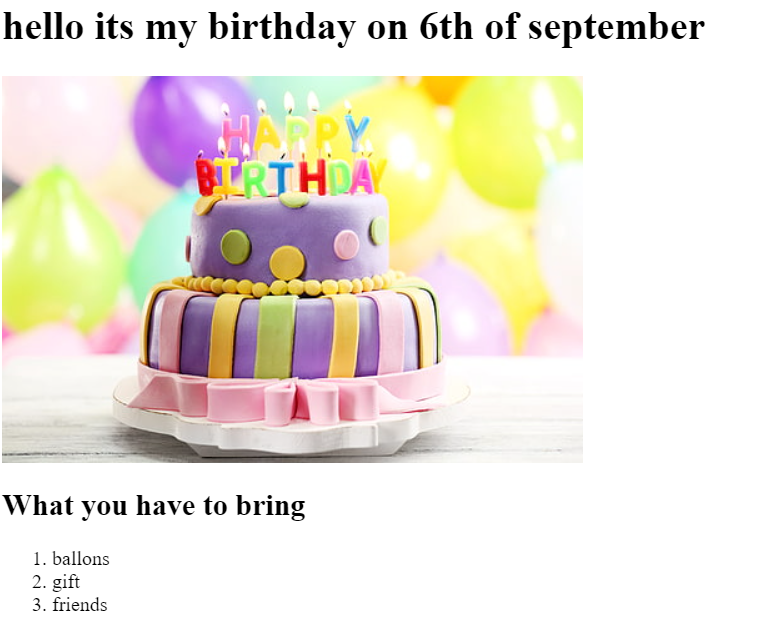 hello its my birthday on 6th of september
HAPPY
BIRTHDAY
What you have to bring
1. ballons
2. gift
3. friends